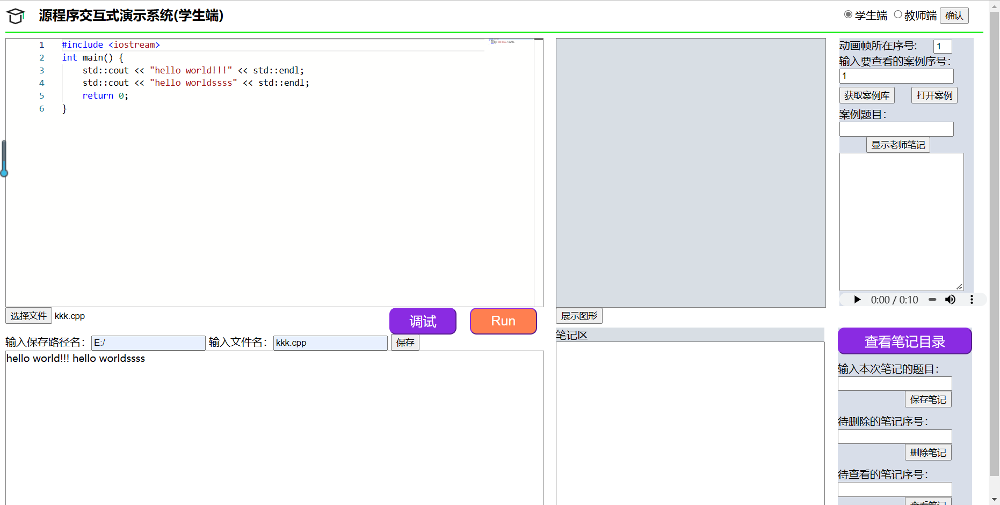 源程序交互式演示系统(学生端)
学生端 教师端 确认
1 #include <iostream>
2 int main() {
3 std::cout << "hello world!!!" << std::endl;
4 std::cout << "hello worldssss" << std::endl;
5 return 0;
6 }
选择文件 kkk.cpp
调试 Run
输入保存路径名： E:/ 输入文件名： kkk.cpp 保存
hello world!!! hello worldssss
展示图形
笔记区
动画帧所在序号： 1
输入要查看的案例序号：
1
获取案例库 打开案例
案例题目：
显示老师笔记
0:00 / 0:10
查看笔记目录
输入本次笔记的题目：
保存笔记
待删除的笔记序号：
删除笔记
待查看的笔记序号：
查看笔记